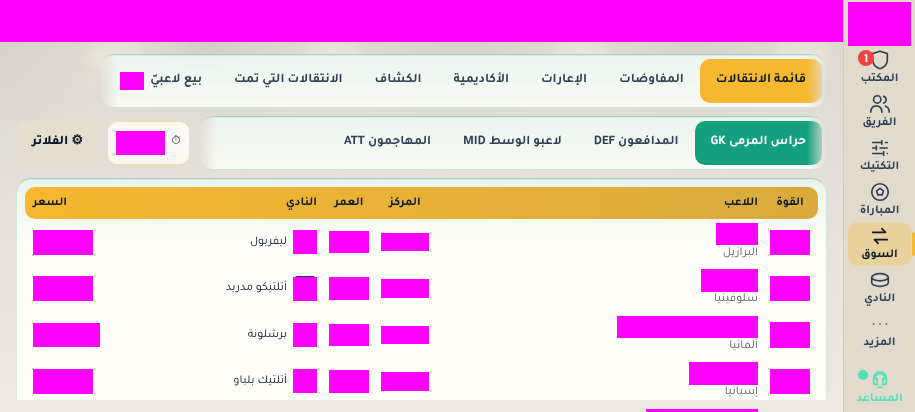 قائمة الانتقالات المفاوضات الإعارات الأكاديمية الكشاف الانتقالات التي تمت بيع لاعبيّ
حراس المرمى GK المدافعون DEF لاعبو الوسط MID المهاجمون ATT
⏱
⚙ الفلاتر
القوة اللاعب المركز العمر النادي السعر
البرازيل ليفربول
سلوفينيا أتلتيكو مدريد
المانيا برشلونة
إسبانيا أتلتيك بلباو
1
المكتب
الفريق
التكتيك
المباراة
السوق
النادي
...
المزيد
المساعد